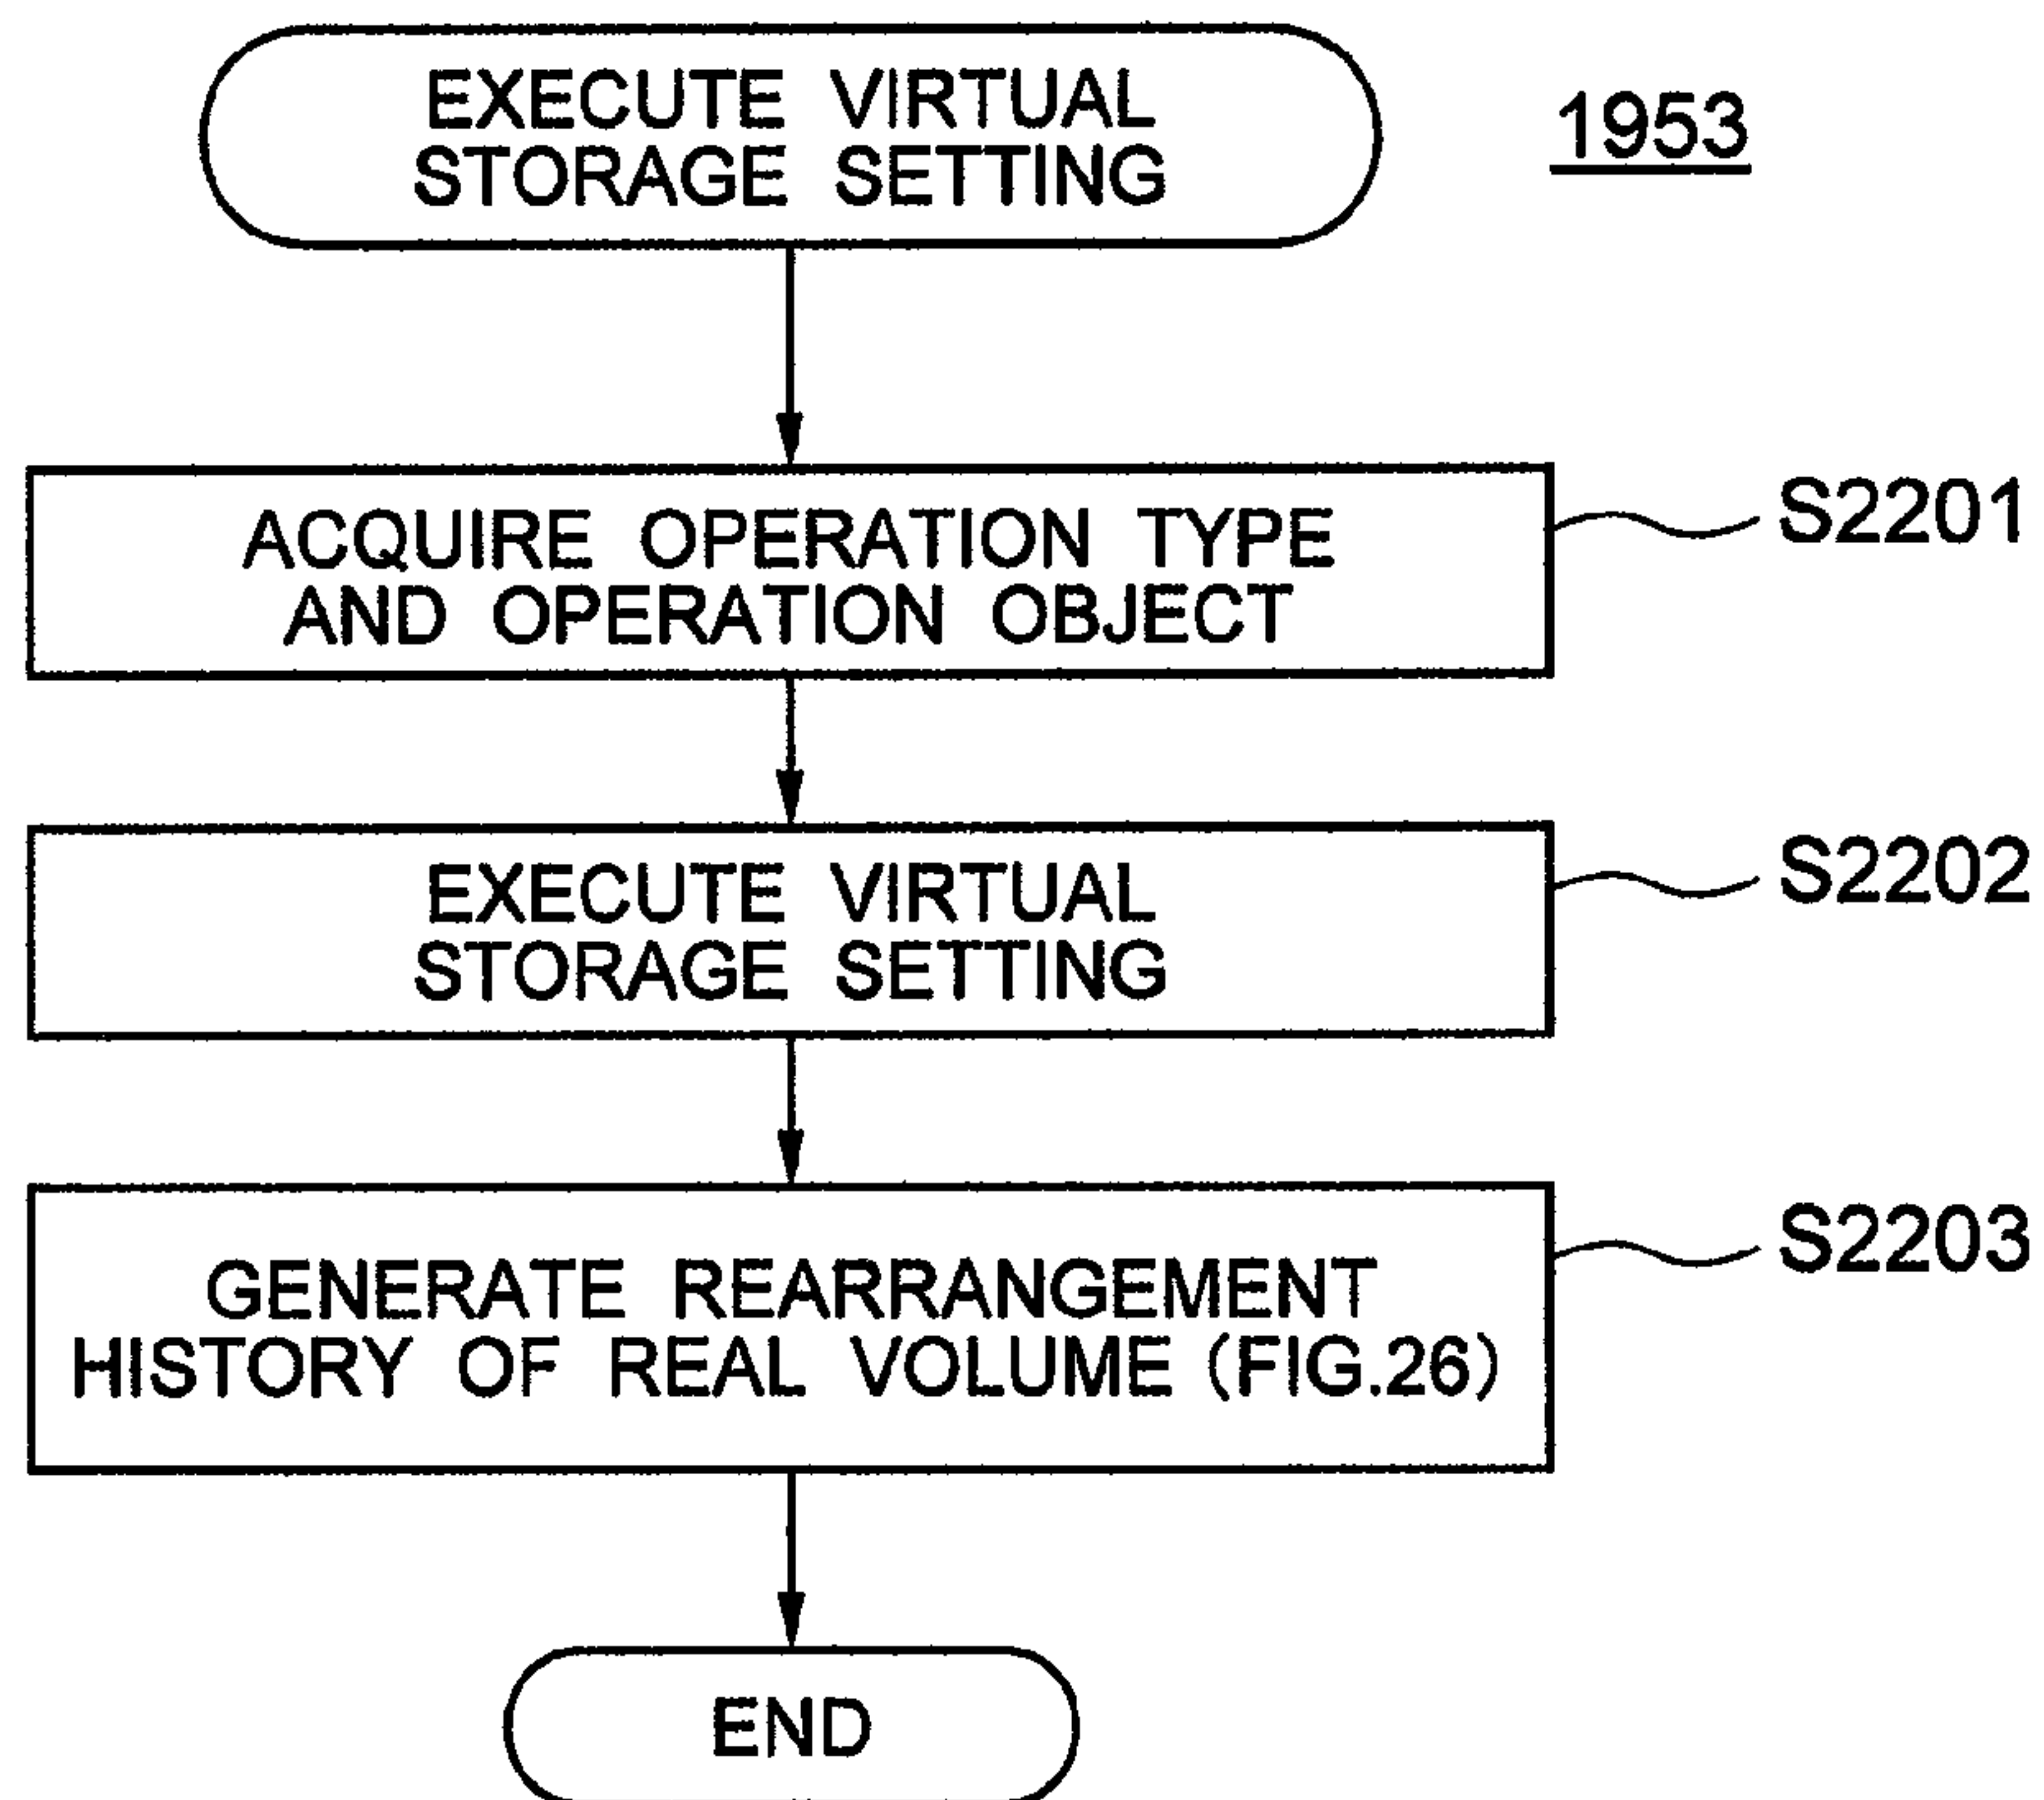 EXECUTE VIRTUAL
STORAGE SETTING
1953
ACQUIRE OPERATION TYPE
AND OPERATION OBJECT
S2201
EXECUTE VIRTUAL
STORAGE SETTING
S2202
GENERATE REARRANGEMENT
HISTORY OF REAL VOLUME (FIG.26)
S2203
END